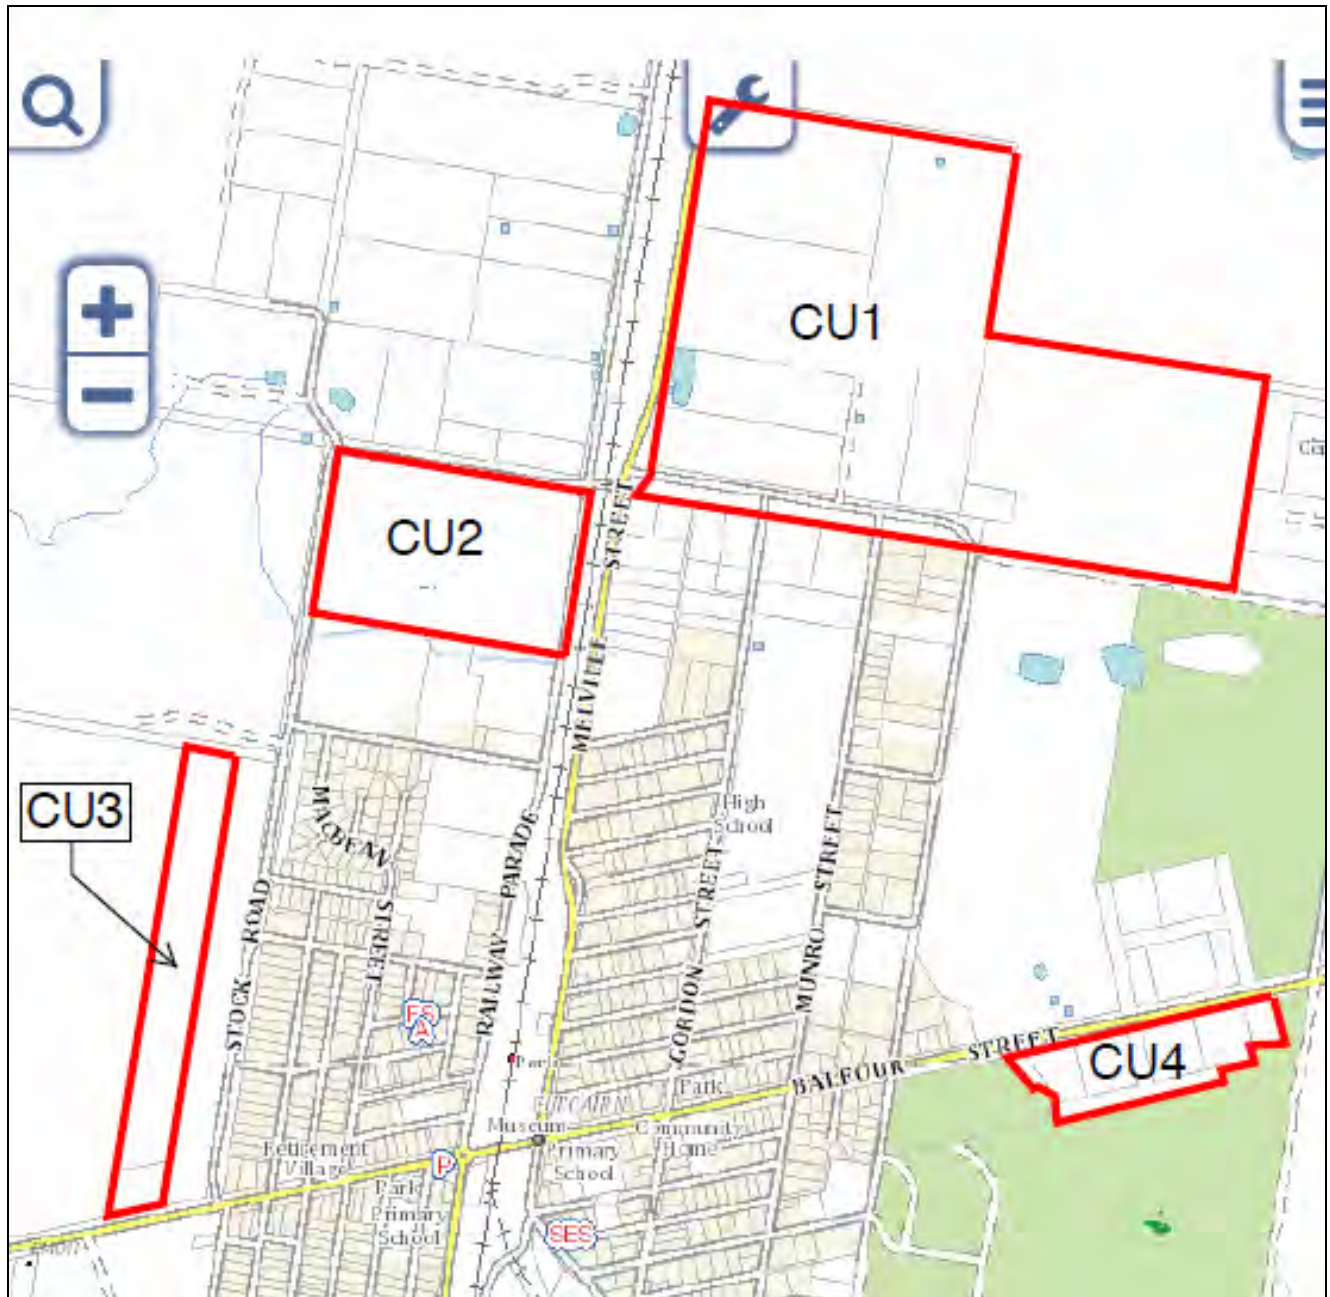 CU1
CU2
CU3
CU4
MELVILLE STREET
MACBEAN STREET
RAILWAY PARADE
STOCK ROAD
GORDON STREET
MUNRO STREET
BALFOUR STREET
High
School
FS
A
Park
Museum
Primary
School
Community
Home
Retirement
Village
P
Park
Primary
School
SES